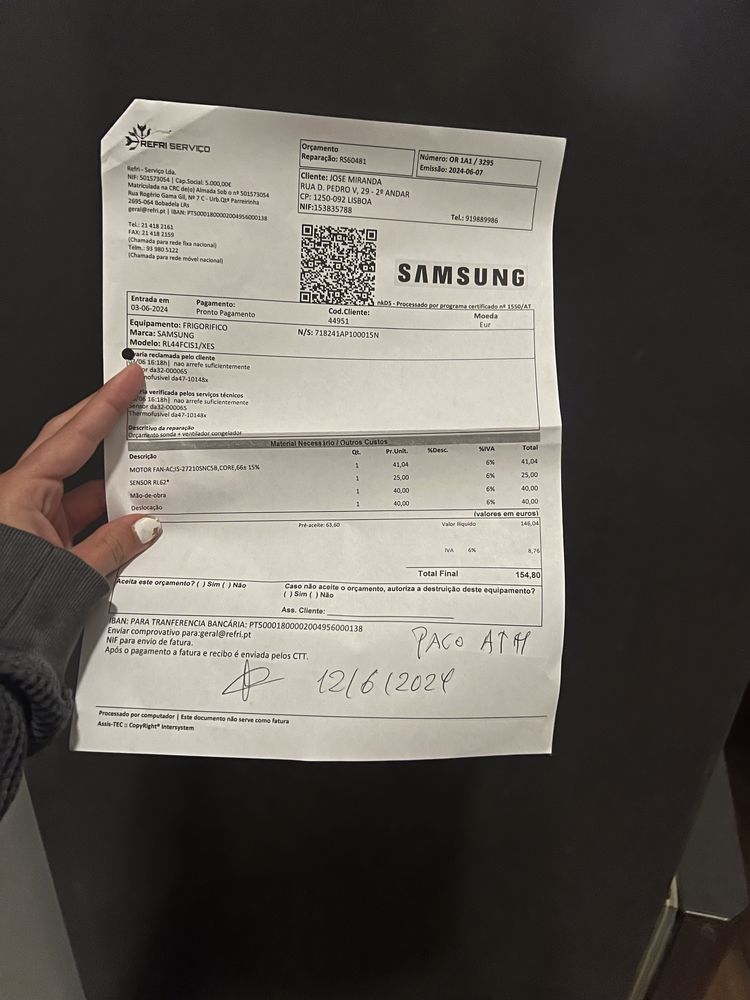 REFRI SERVIÇO
Refri - Serviço Lda.
NIF: 501573054 | Cap.Social: 5.000,00€
Matriculada na CRC de(o) Almada Sob o nº 501573054
Rua Rogério Gama Gil, Nº 7 C - Urb.Qtª Parreirinha
2695-064 Bobadela LRs
geral@refri.pt | IBAN: PT50001800002004956000138
Tel.: 21 418 2161
FAX: 21 418 2159
(Chamada para rede fixa nacional)
Telm.: 93 980 5122
(Chamada para rede móvel nacional)
Orçamento
Reparação: RS60481
Número: OR 1A1 / 3295
Emissão: 2024-06-07
Cliente: JOSE MIRANDA
RUA D. PEDRO V, 29 - 2º ANDAR
CP: 1250-092 LISBOA
NIF:153835788
Tel.: 919889986
SAMSUNG
nkDS - Processado por programa certificado nº 1550/AT
Entrada em Pagamento: Cod.Cliente: Moeda
03-06-2024 Pronto Pagamento 44951 Eur
Equipamento: FRIGORIFICO
Marca: SAMSUNG N/S: 718241AP100015N
Modelo: RL44FCIS1/XES
varia reclamada pelo cliente
/06 16:18h| nao arrefe suficientemente
or da32-00006S
mofusivel da47-10148x
ria verificada pelos serviços técnicos
/06 16:18h| nao arrefe suficientemente
Sensor da32-00006S
Thermofusivel da47-10148x
Descritivo da reparação
Orçamento sonda + ventilador congelador
Material Necessário / Outros Custos
Descrição Qt. Pr.Unit. %Desc. %IVA Total
MOTOR FAN-AC;IS-27210SNC5B,CORE,66± 15% 1 41,04 6% 41,04
SENSOR RL62* 1 25,00 6% 25,00
Mão-de-obra 1 40,00 6% 40,00
Deslocação 1 40,00 6% 40,00
(valores em euros)
Pré-aceite: 63,60 Valor líquido 146,04
IVA 6% 8,76
Total Final 154,80
Aceita este orçamento? ( ) Sim ( ) Não
Caso não aceite o orçamento, autoriza a destruição deste equipamento?
( ) Sim ( ) Não
Ass. Cliente:
IBAN: PARA TRANFERENCIA BANCÁRIA: PT50001800002004956000138
Enviar comprovativo para:geral@refri.pt
NIF para envio de fatura.
Após o pagamento a fatura e recibo é enviada pelos CTT.
PAGO ATM
12/6/2024
Processado por computador | Este documento não serve como fatura
Assis-TEC :: CopyRight® Intersystem